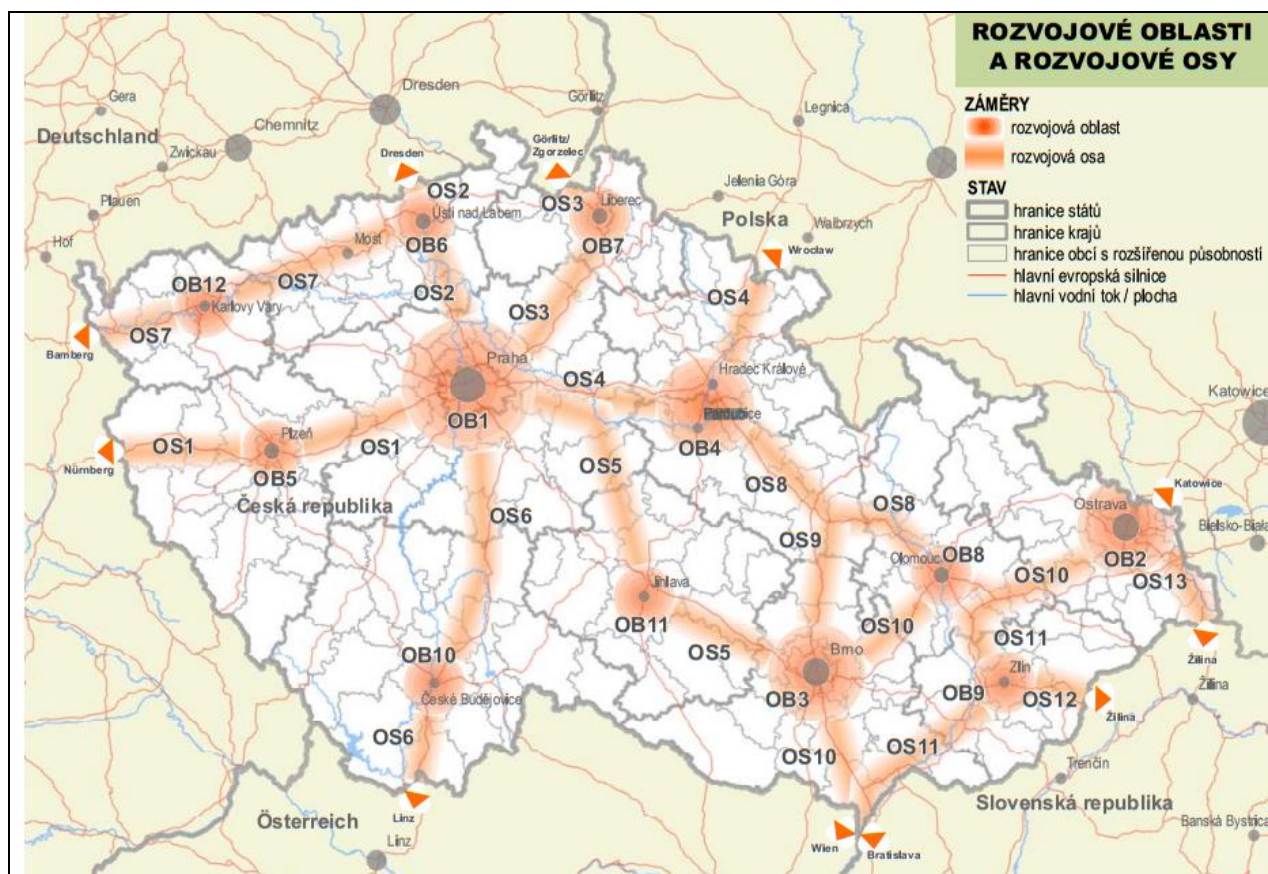 ROZVOJOVÉ OBLASTI
A ROZVOJOVÉ OSY
ZÁMĚRY
rozvojová oblast
rozvojová osa
STAV
hranice států
hranice krajů
hranice obcí s rozšířenou působností
hlavní evropská silnice
hlavní vodní tok / plocha
Dresden
Gera
Görlitz
Legnica
Deutschland
Chemnitz
Zwickau
Dresden
Görlitz/
Zgorzelec
Jelenia Góra
Plauen
OS2
OS3
Liberec
Polska
Ústí nad Labem
Wałbrzych
Hof
Most
OB6
OB7
Wrocław
OB12
OS7
OS2
OS3
OS4
Karlovy Vary
OS7
Bamberg
Praha
OS4
Hradec Králové
Katowice
Pardubice
OB1
OB4
Plzeň
OS1
OS1
Nürnberg
OB5
OS5
OS8
Katowice
Česká republika
OS6
OS8
Ostrava
Bielsko-Biała
OS9
OB8
OB2
Olomouc
Jihlava
OS10
OS13
OB11
OS10
OS11
Žilina
OB10
OS5
Brno
Zlín
České Budějovice
OB3
OB9
OS12
Žilina
Žilina
OS6
OS10
OS11
Trenčín
Linz
Slovenská republika
Österreich
Linz
Wien
Bratislava
Banská Bystrica